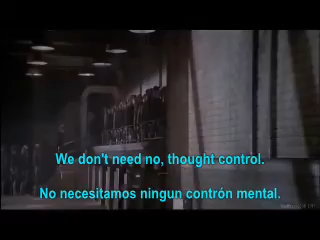 We don't need no, thought control.
No necesitamos ningun contrón mental.